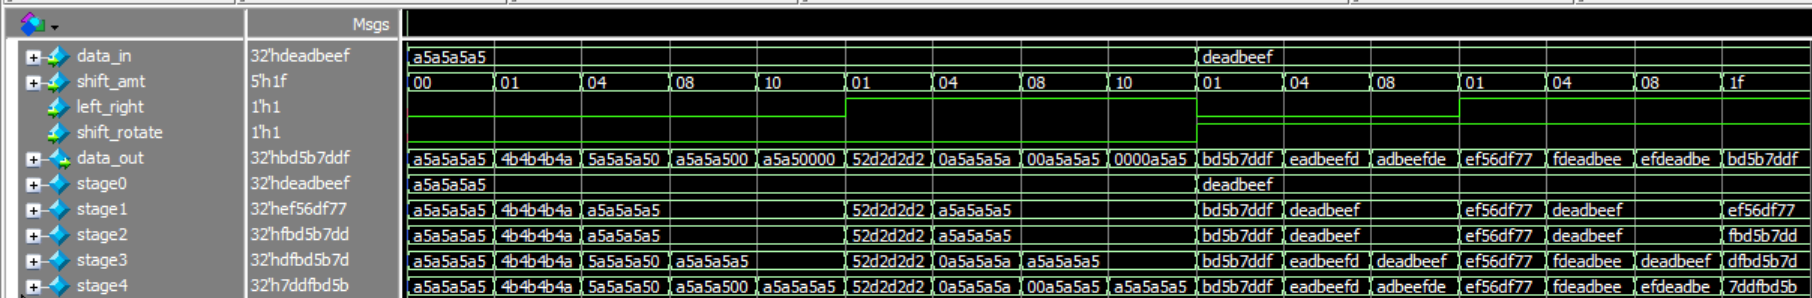 Msgs
data_in 32'hdeadbeef a5a5a5a5 deadbeef
shift_amt 5'h1f 00 01 04 08 10 01 04 08 10 01 04 08 01 04 08 1f
left_right 1'h1
shift_rotate 1'h1
data_out 32'hbd5b7ddf a5a5a5a5 4b4b4b4a 5a5a5a50 a5a5a500 a5a50000 52d2d2d2 0a5a5a5a 00a5a5a5 0000a5a5 bd5b7ddf eadbeefd adbeefde ef56df77 fdeadbee efdeadbe bd5b7ddf
stage0 32'hdeadbeef a5a5a5a5 deadbeef
stage1 32'hef56df77 a5a5a5a5 4b4b4b4a a5a5a5a5 52d2d2d2 a5a5a5a5 bd5b7ddf deadbeef ef56df77 deadbeef ef56df77
stage2 32'hfbd5b7dd a5a5a5a5 4b4b4b4a a5a5a5a5 52d2d2d2 a5a5a5a5 bd5b7ddf deadbeef ef56df77 deadbeef fbd5b7dd
stage3 32'hdfbd5b7d a5a5a5a5 4b4b4b4a 5a5a5a50 a5a5a5a5 52d2d2d2 0a5a5a5a a5a5a5a5 bd5b7ddf eadbeefd deadbeef ef56df77 fdeadbee deadbeef dfbd5b7d
stage4 32'h7ddfbd5b a5a5a5a5 4b4b4b4a 5a5a5a50 a5a5a500 a5a5a5a5 52d2d2d2 0a5a5a5a 00a5a5a5 a5a5a5a5 bd5b7ddf eadbeefd adbeefde ef56df77 fdeadbee efdeadbe 7ddfbd5b